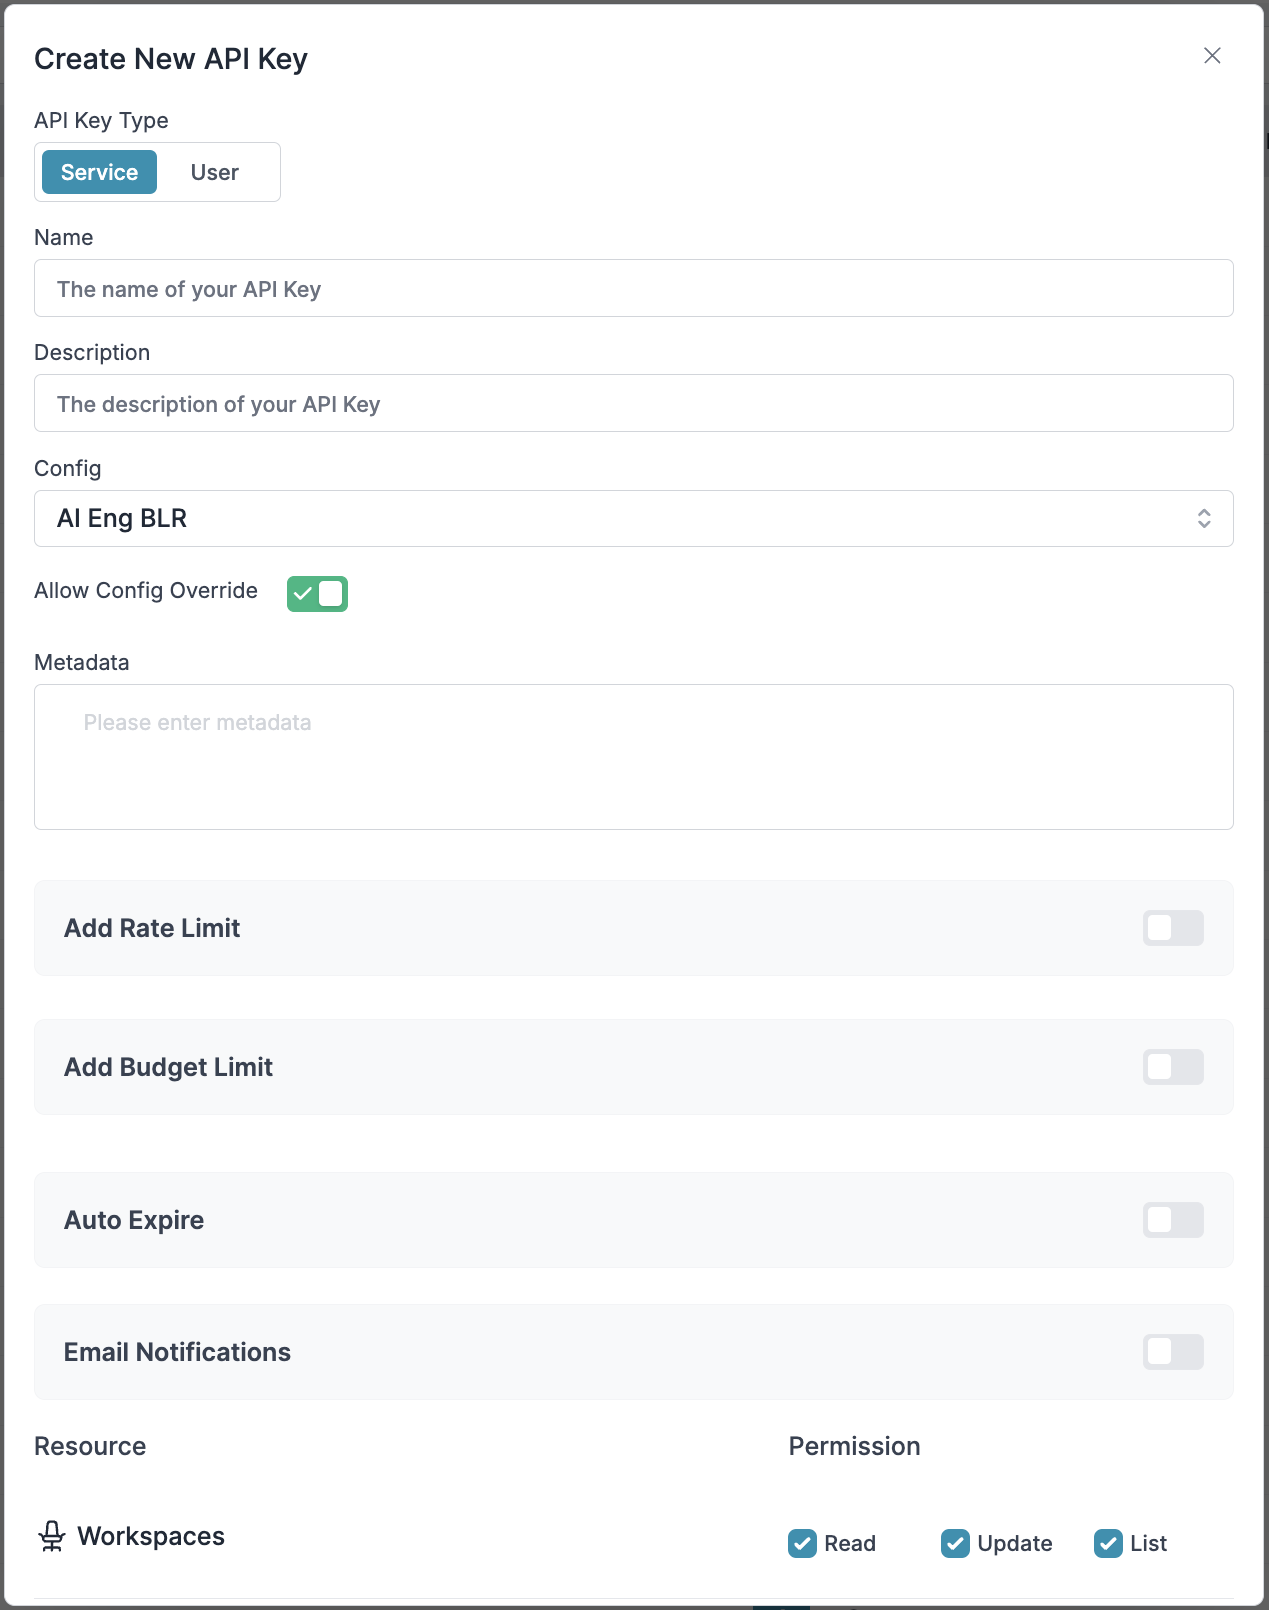 Create New API Key
API Key Type
Service User
Name
The name of your API Key
Description
The description of your API Key
Config
AI Eng BLR
Allow Config Override
Metadata
Please enter metadata
Add Rate Limit
Add Budget Limit
Auto Expire
Email Notifications
Resource Permission
Workspaces Read Update List